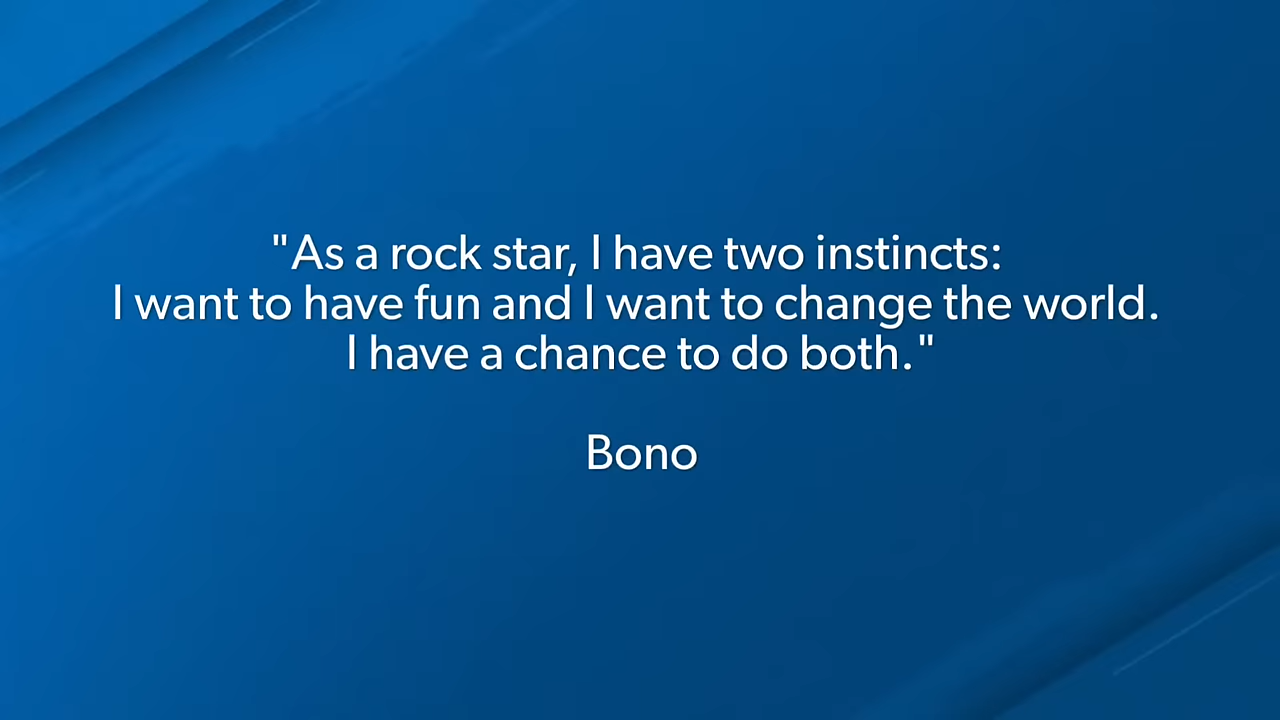 "As a rock star, I have two instincts:
I want to have fun and I want to change the world.
I have a chance to do both."
Bono